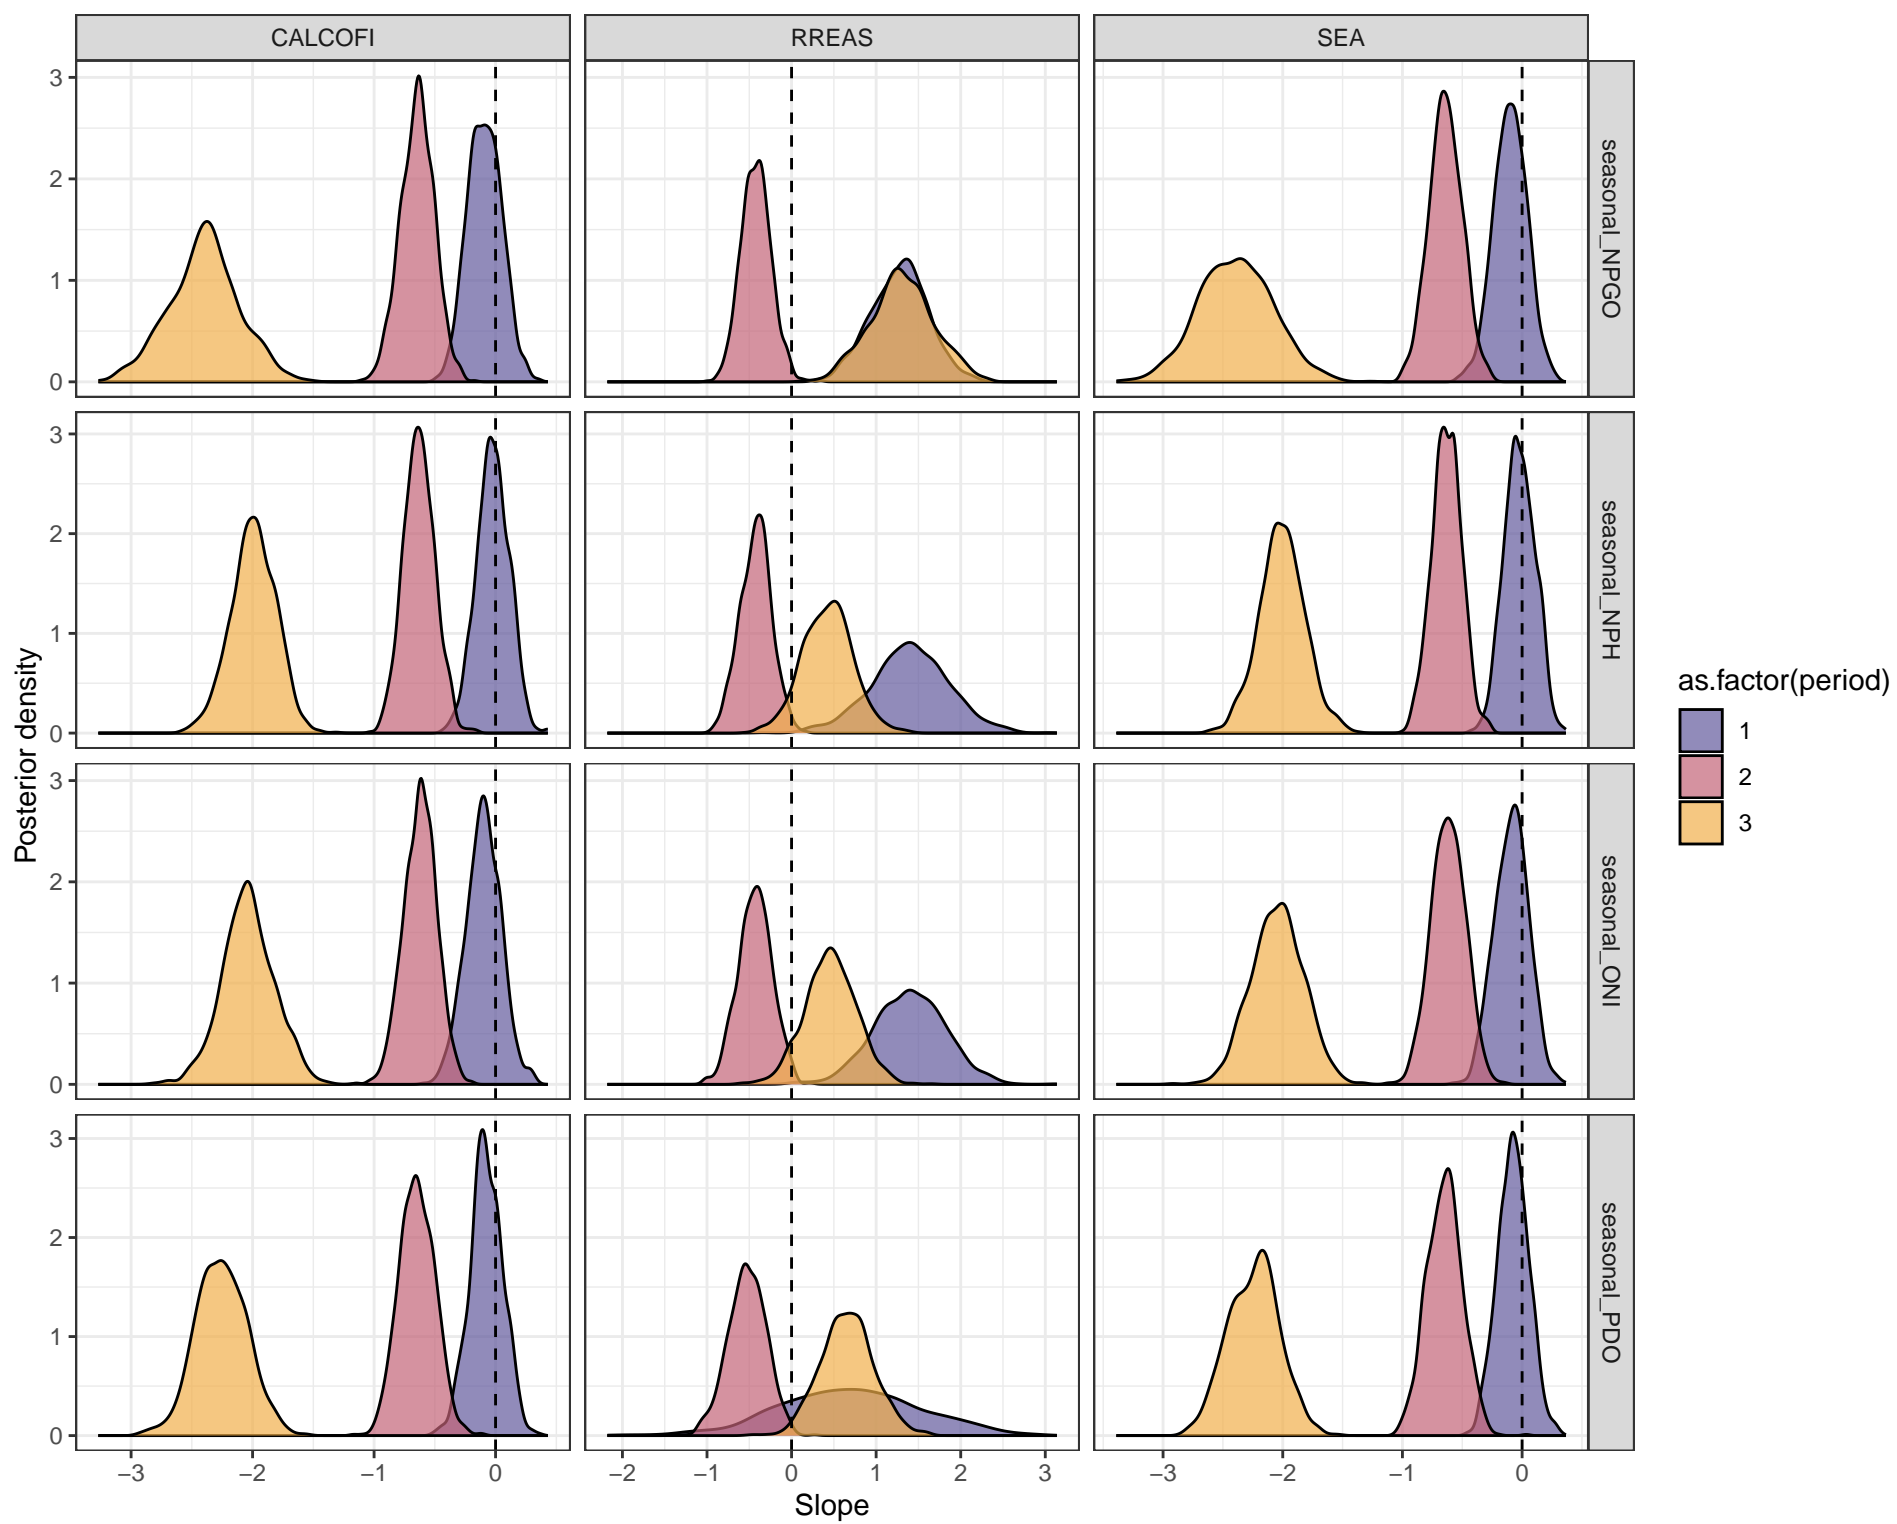 CALCOFI RREAS SEA
3
2
1
0
seasonal_NPGO
3
2
1
0
seasonal_NPH
Posterior density
as.factor(period)
1
2
3
3
2
1
0
seasonal_ONI
3
2
1
0
seasonal_PDO
−3 −2 −1 0 −2 −1 0 1 2 3 −3 −2 −1 0
Slope